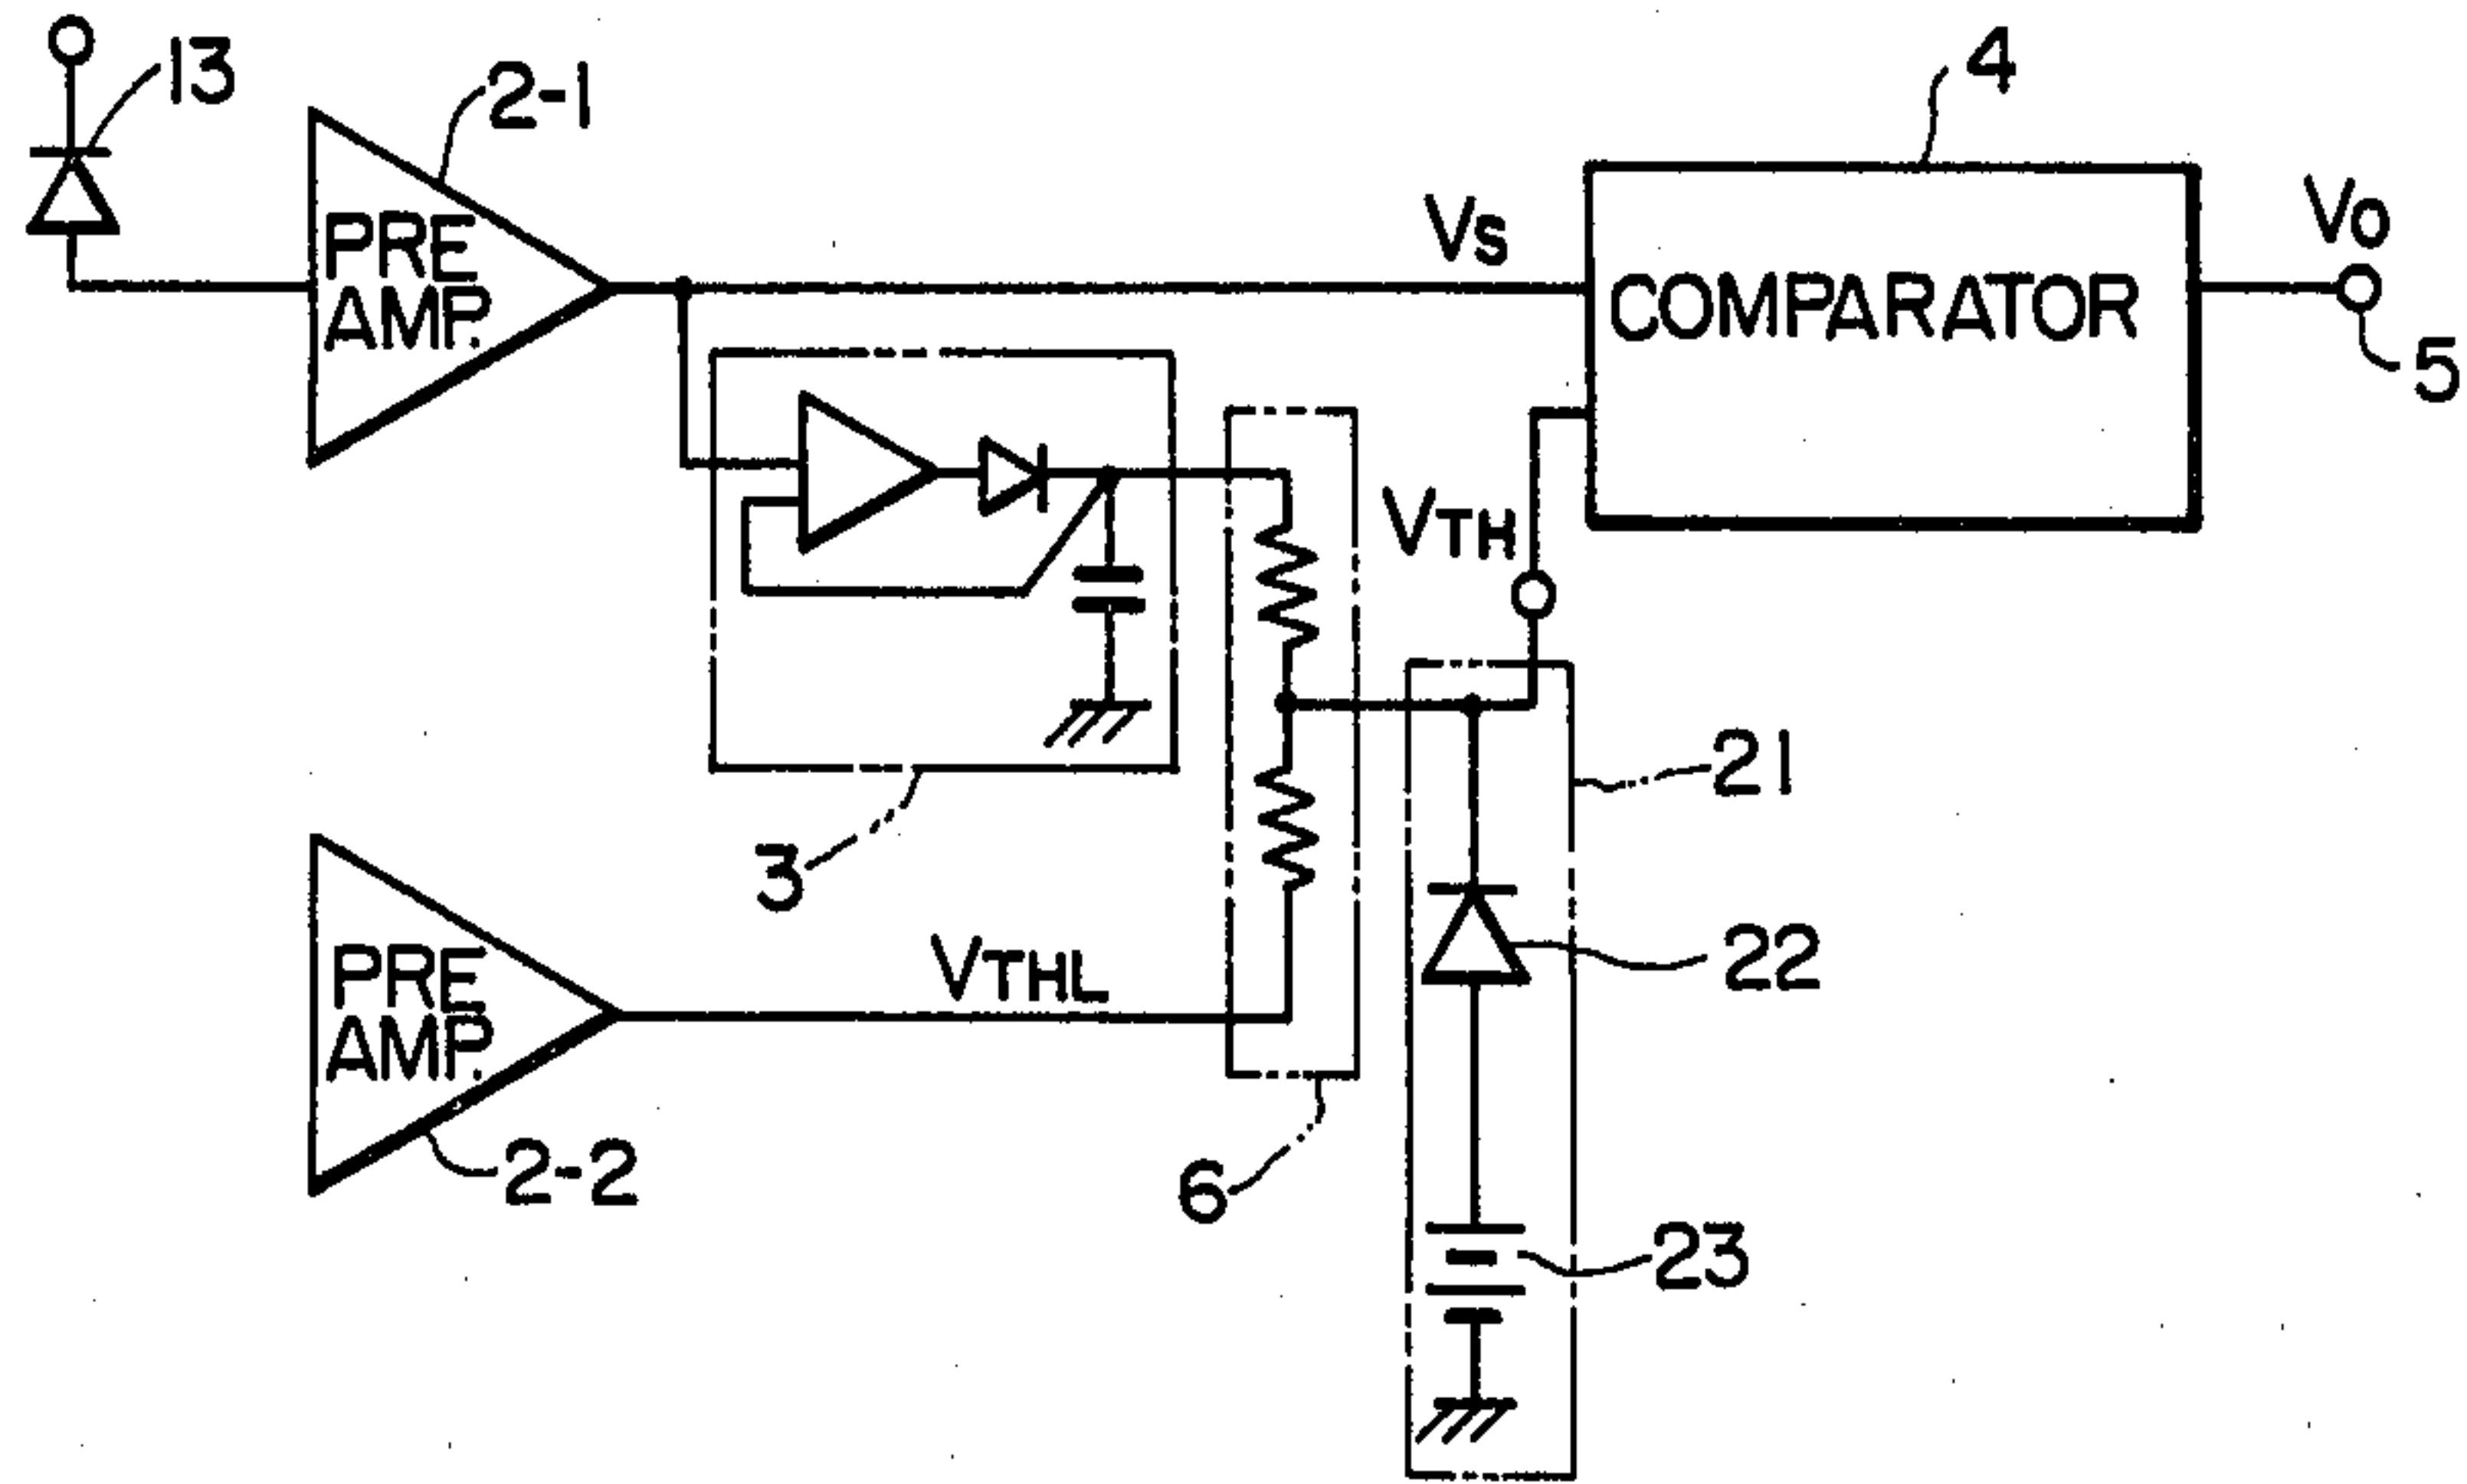 13
2-1
4
PRE
AMP.
VS
COMPARATOR
VO
5
VTH
21
3
PRE
AMP.
VTHL
22
2-2
6
23